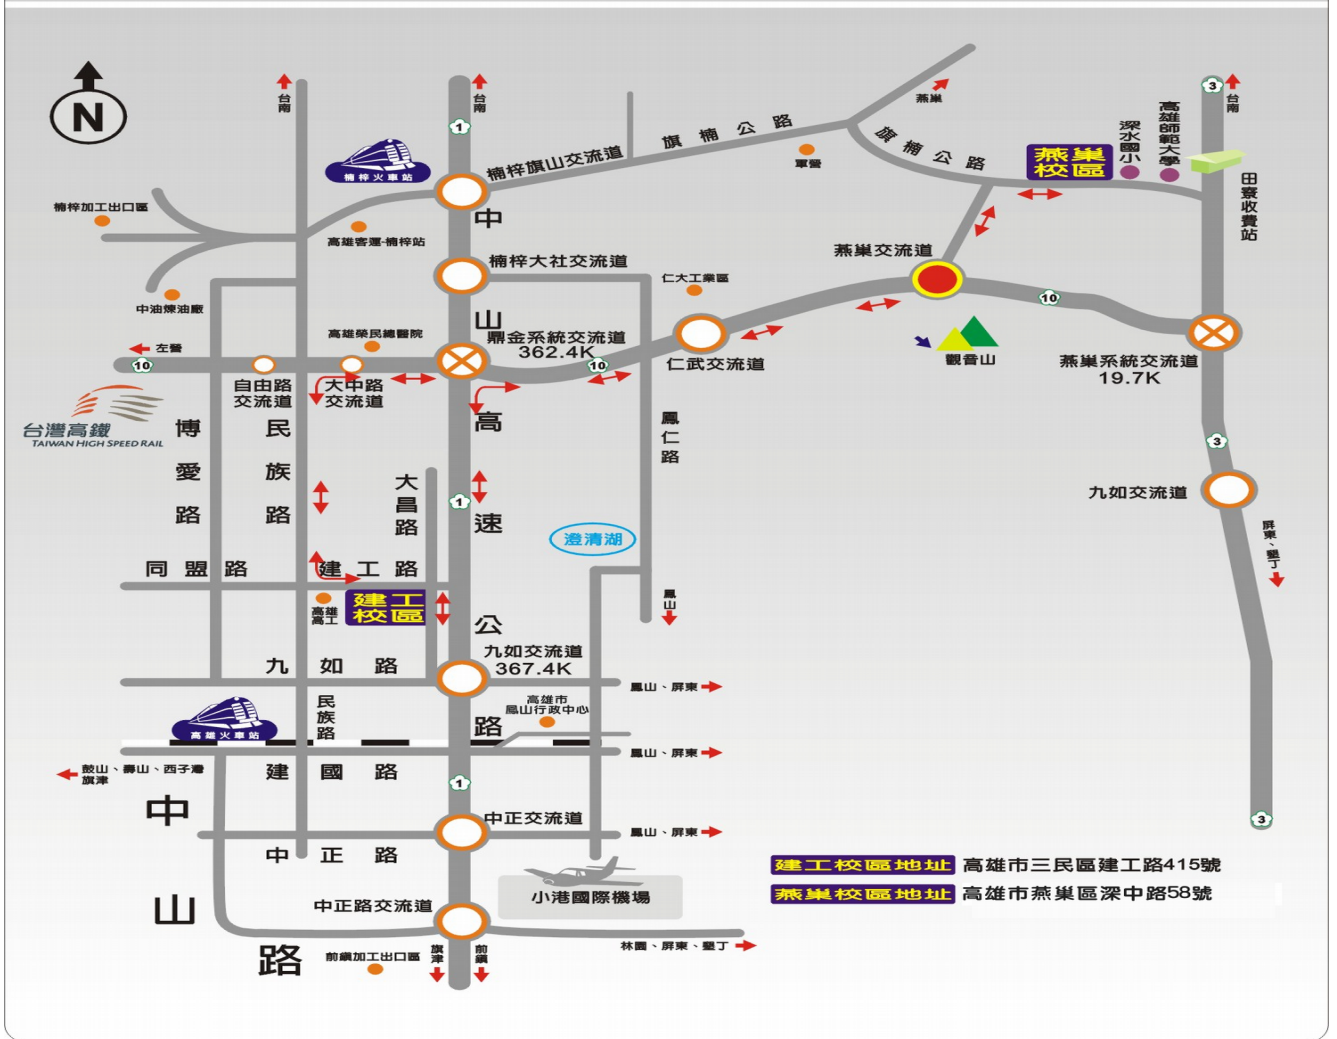 N
台南
台南
台南
3
1
楠梓火車站
楠梓旗山交流道
旗楠公路
燕巢
旗楠公路
軍營
燕巢校區
深水國小
高雄師範大學
田寮收費站
楠梓加工出口區
高雄客運-楠梓站
中油煉油廠
楠梓大社交流道
仁大工業區
燕巢交流道
10
左營
10
高雄榮民總醫院
鼎金系統交流道
362.4K
10
仁武交流道
觀音山
燕巢系統交流道
19.7K
自由路
交流道
大中路
交流道
台灣高鐵
TAIWAN HIGH SPEED RAIL
博愛路
民族路
大昌路
中山高速公路
1
鳳仁路
3
九如交流道
屏東、墾丁
澄清湖
同盟路
建工路
高雄
高工
建工
校區
鳳山
九如路
九如交流道
367.4K
鳳山、屏東
高雄市
鳳山行政中心
民族路
高雄火車站
鳳山、屏東
鼓山、壽山、西子灣
旗津
建國路
1
中正交流道
鳳山、屏東
中正路
3
中山路
小港國際機場
中正路交流道
前鎮加工出口區
旗津
前鎮
林園、屏東、墾丁
建工校區地址 高雄市三民區建工路415號
燕巢校區地址 高雄市燕巢區深中路58號